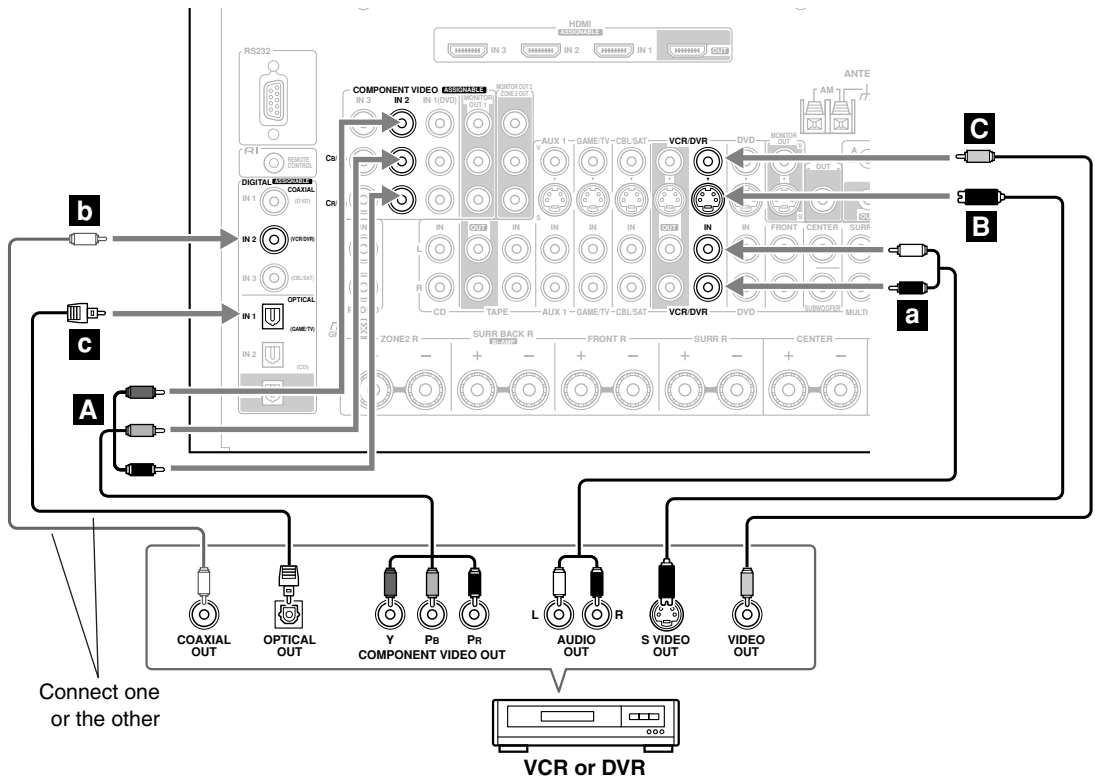 HDMI
ASSIGNABLE
IN 3
IN 2
IN 1
OUT
RS232
COMPONENT VIDEO ASSIGNABLE
IN 3
IN 2
IN 1(DVD)
MONITOR
OUT 1
MONITOR OUT 2
ZONE 2 OUT
ANTE
AM
AUX 1
GAME/TV
CBL/SAT
VCR/DVR
DVD
MONITOR
OUT
V
V
C
A
OUT
RI
REMOTE
CONTROL
CB/
CR/
DIGITAL ASSIGNABLE
COAXIAL
IN 1
(DVD)
b
IN 2
(VCR/DVR)
S
S
OU
B
IN
OUT
IN
IN
IN
IN
OUT
IN
IN
FRONT
CENTER
SURR
IN 3
(CBL/SAT)
L
R
OPTICAL
IN 1
(GAME/TV)
c
a
CD
TAPE
AUX 1
GAME/TV
CBL/SAT
VCR/DVR
DVD
SUBWOOFER
MULTI
IN 2
(CD)
ZONE2 R
SURR BACK R
BI-AMP
FRONT R
SURR R
CENTER
−
+ −
+ −
+ −
+ −
A
COAXIAL
OUT
OPTICAL
OUT
Y
PB
PR
COMPONENT VIDEO OUT
L
R
AUDIO
OUT
S VIDEO
OUT
VIDEO
OUT
Connect one
or the other
VCR or DVR